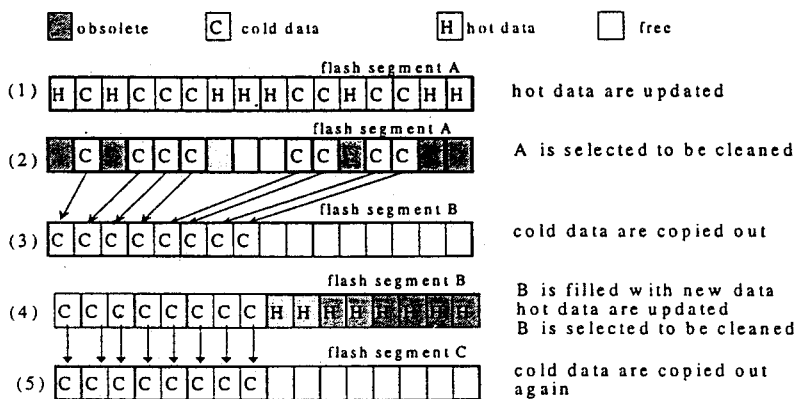 obsolete C cold data H hot data free
flash segment A
(1) H C H C C C H H H C C H C C H H hot data are updated
flash segment A
(2) C C C C C C C C A is selected to be cleaned
flash segment B
(3) C C C C C C C C cold data are copied out
flash segment B
B is filled with new data
(4) C C C C C C C C H H H H H H H H hot data are updated
B is selected to be cleaned
flash segment C
(5) C C C C C C C C cold data are copied out
again